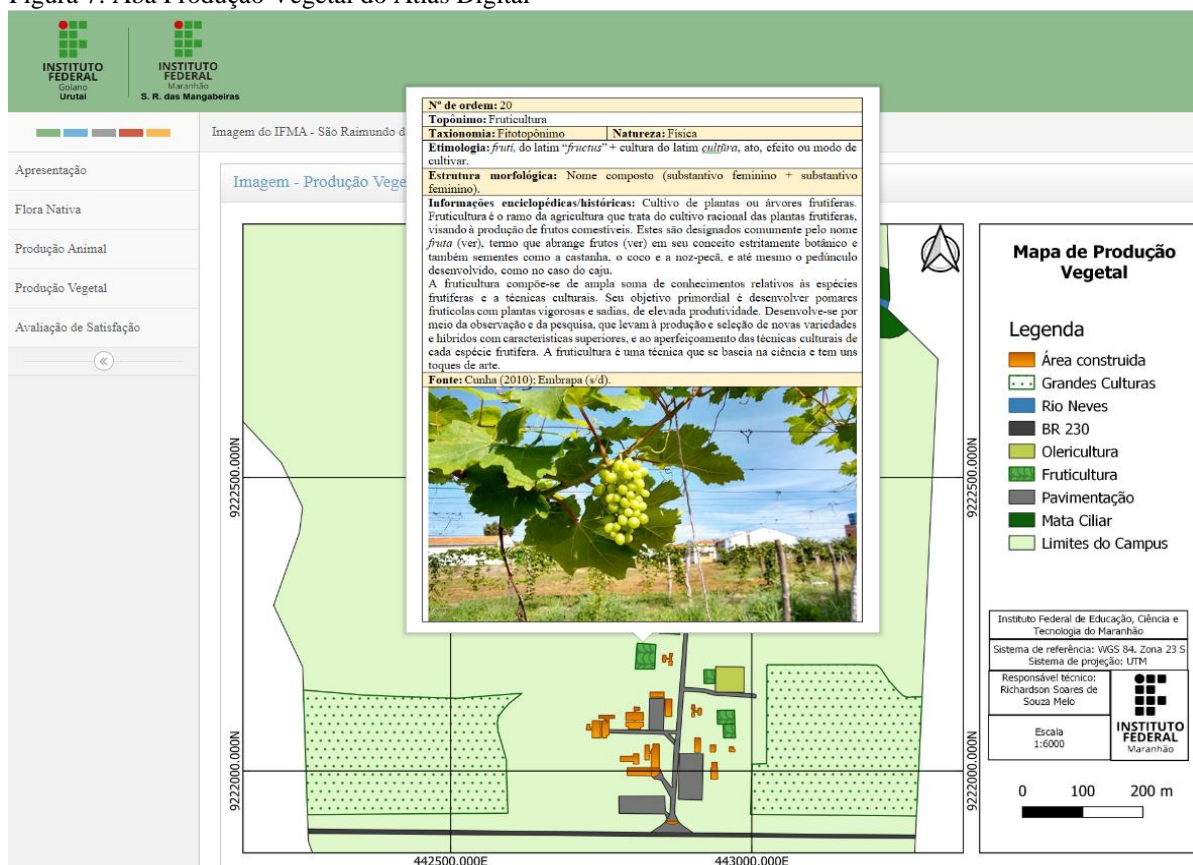 Figura 7. Aba Produção Vegetal do Atlas Digital
INSTITUTO
FEDERAL
Goiano
Urutaí
INSTITUTO
FEDERAL
Maranhão
S. R. das Mangabeiras
Imagem do IFMA - São Raimundo d
Apresentação
Flora Nativa
Produção Animal
Produção Vegetal
Avaliação de Satisfação
Imagem - Produção Vege
Nº de ordem: 20
Topônimo: Fruticultura
Taxionomia: Fitotopônimo Natureza: Física
Etimologia: fruti, do latim “fructus” + cultura do latim cultūra, ato, efeito ou modo de
cultivar.
Estrutura morfológica: Nome composto (substantivo feminino + substantivo
feminino).
Informações enciclopédicas/históricas: Cultivo de plantas ou árvores frutíferas.
Fruticultura é o ramo da agricultura que trata do cultivo racional das plantas frutíferas,
visando à produção de frutos comestíveis. Estes são designados comumente pelo nome
fruta (ver), termo que abrange frutos (ver) em seu conceito estritamente botânico e
também sementes como a castanha, o coco e a noz-pecã, e até mesmo o pedúnculo
desenvolvido, como no caso do caju.
A fruticultura compõe-se de ampla soma de conhecimentos relativos às espécies
frutíferas e a técnicas culturais. Seu objetivo primordial é desenvolver pomares
frutícolas com plantas vigorosas e sadias, de elevada produtividade. Desenvolve-se por
meio da observação e da pesquisa, que levam à produção e seleção de novas variedades
e híbridos com características superiores, e ao aperfeiçoamento das técnicas culturais de
cada espécie frutífera. A fruticultura é uma técnica que se baseia na ciência e tem uns
toques de arte.
Fonte: Cunha (2010); Embrapa (s/d).
9222500.000N
9222000.000N
9222500.000N
9222000.000N
442500.000E
443000.000E
Mapa de Produção
Vegetal
Legenda
Área construída
Grandes Culturas
Rio Neves
BR 230
Olericultura
Fruticultura
Pavimentação
Mata Ciliar
Limites do Campus
Instituto Federal de Educação, Ciência e
Tecnologia do Maranhão
Sistema de referência: WGS 84. Zona 23 S
Sistema de projeção: UTM
Responsável técnico:
Richardson Soares de
Souza Melo
Escala
1:6000
INSTITUTO
FEDERAL
Maranhão
0 100 200 m